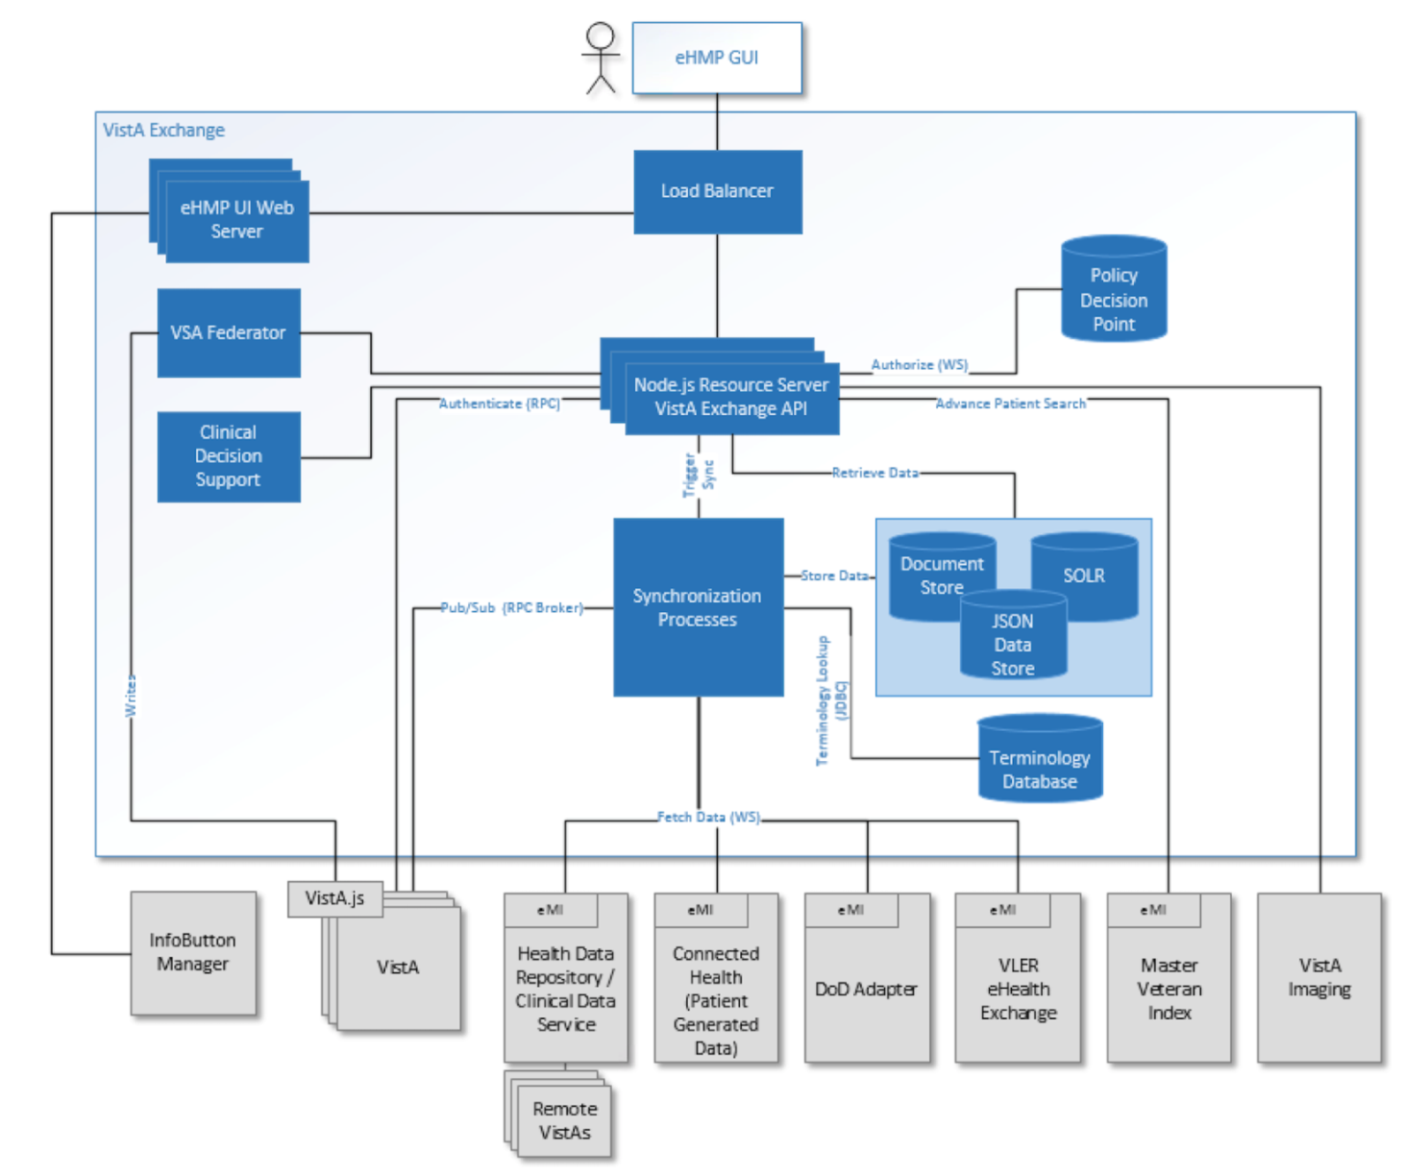 eHMP GUI
VistA Exchange
Load Balancer
eHMP UI Web
Server
Policy
Decision
Point
VSA Federator
Authorize (WS)
Node.js Resource Server
VistA Exchange API
Authenticate (RPC)
Advance Patient Search
Clinical
Decision
Support
Trigger
Sync
Retrieve Data
Document
Store
SOLR
JSON
Data
Store
Synchronization
Processes
Store Data
Pub/Sub (RPC Broker)
Terminology Lookup
(JDBC)
Writes
Terminology
Database
Fetch Data (WS)
InfoButton
Manager
VistA.js
VistA
eMI
Health Data
Repository /
Clinical Data
Service
eMI
Connected
Health
(Patient
Generated
Data)
eMI
DoD Adapter
eMI
VLER
eHealth
Exchange
eMI
Master
Veteran
Index
VistA
Imaging
Remote
VistAs